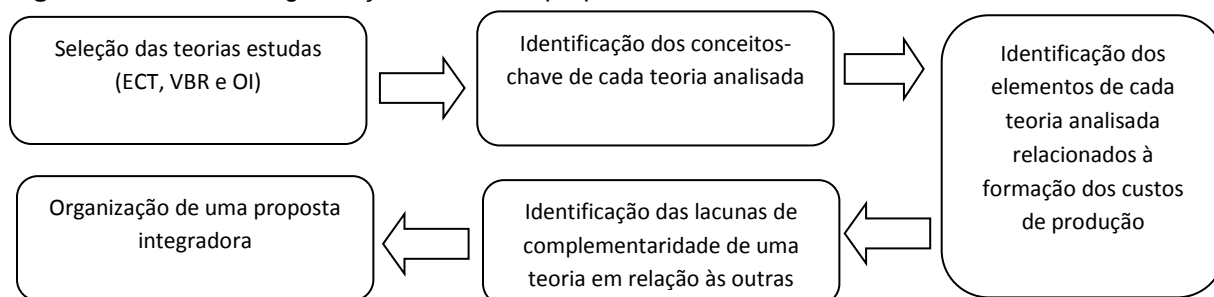 Seleção das teorias estudas
(ECT, VBR e OI)
Identificação dos conceitos-
chave de cada teoria analisada
Identificação dos
elementos de cada
teoria analisada
relacionados à
formação dos custos
de produção
Identificação das lacunas de
complementaridade de uma
teoria em relação às outras
Organização de uma proposta
integradora